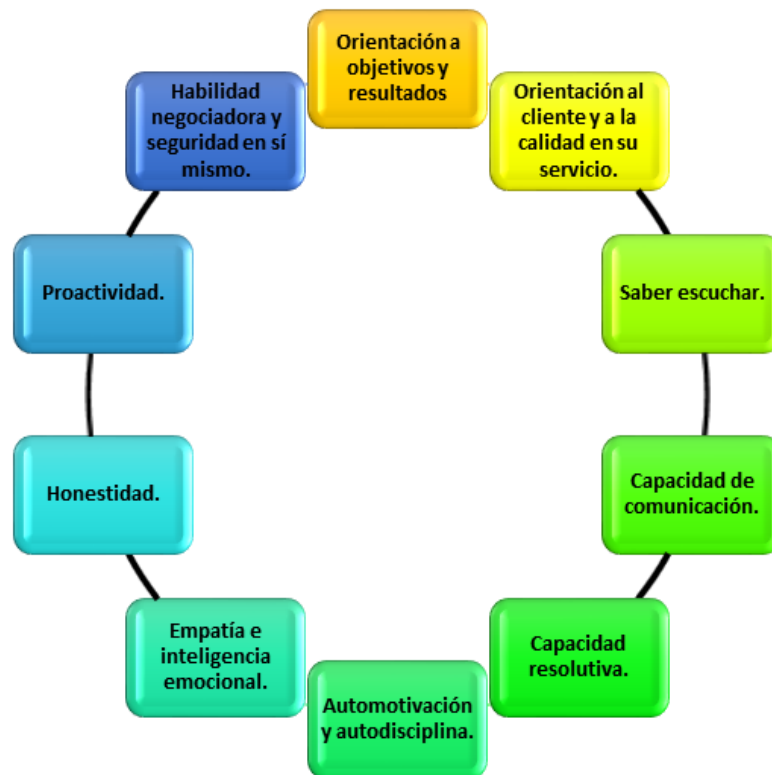 Orientación a
objetivos y
resultados
Orientación al
cliente y a la
calidad en su
servicio.
Saber escuchar.
Capacidad de
comunicación.
Capacidad
resolutiva.
Automotivación
y autodisciplina.
Empatía e
inteligencia
emocional.
Honestidad.
Proactividad.
Habilidad
negociadora y
seguridad en sí
mismo.